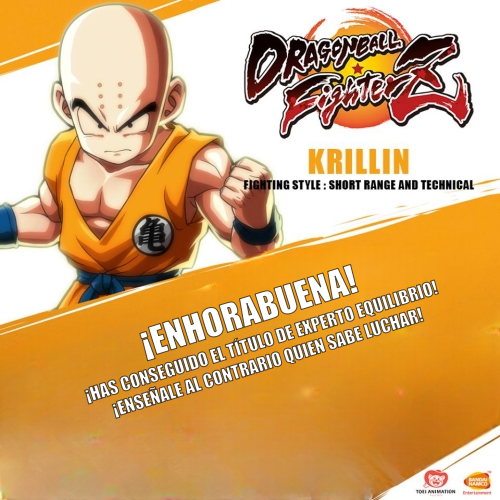 DRAGONBALL
FighterZ
KRILLIN
FIGHTING STYLE : SHORT RANGE AND TECHNICAL
亀
¡ENHORABUENA!
¡HAS CONSEGUIDO EL TÍTULO DE EXPERTO EQUILIBRIO!
¡ENSEÑALE AL CONTRARIO QUIEN SABE LUCHAR!
TOEI ANIMATION
BANDAI
NAMCO
Entertainment